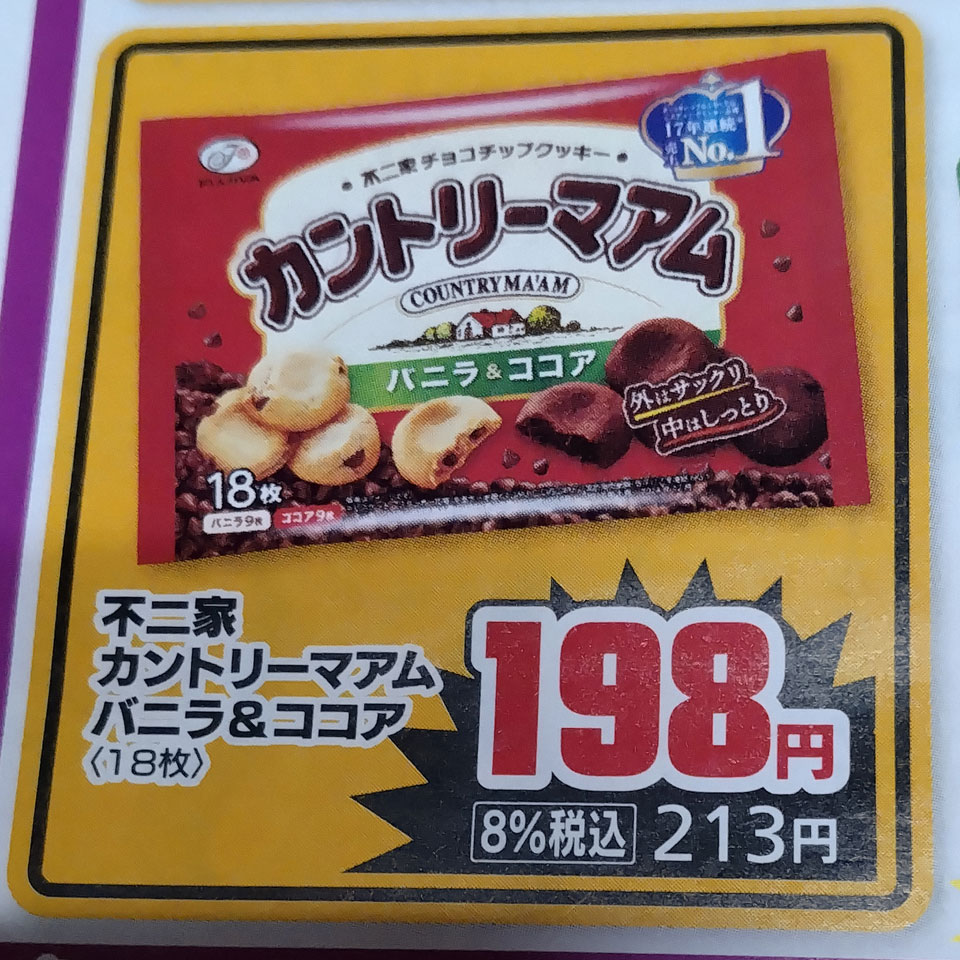 不二家チョコチップクッキー
17年連続
売上
No.1
カントリーマアム
COUNTRY MA'AM
バニラ&ココア
外はサックリ
中はしっとり
18枚
バニラ9枚 ココア9枚
不二家
カントリーマアム
バニラ&ココア
〈18枚〉
198円
8%税込 213円